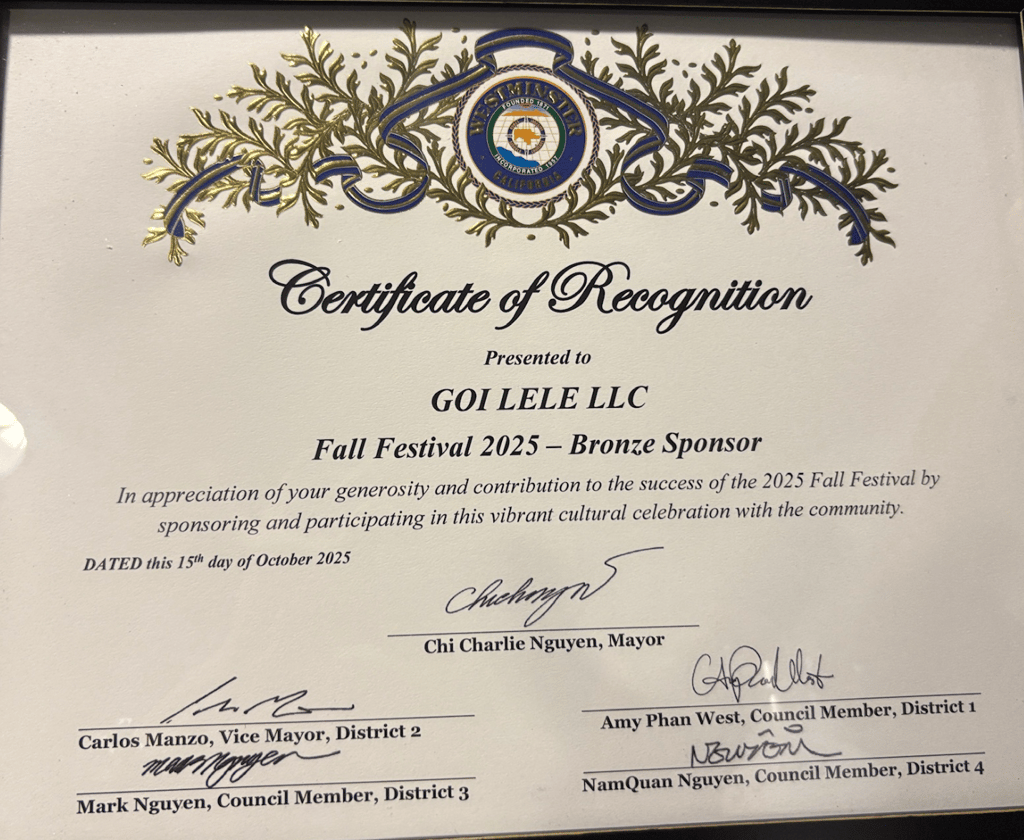 WESTMINSTER
FOUNDED 1870
INCORPORATED 1957
CALIFORNIA
Certificate of Recognition
Presented to
GOI LELE LLC
Fall Festival 2025 – Bronze Sponsor
In appreciation of your generosity and contribution to the success of the 2025 Fall Festival by
sponsoring and participating in this vibrant cultural celebration with the community.
DATED this 15th day of October 2025
Chi Charlie Nguyen, Mayor
Carlos Manzo, Vice Mayor, District 2
Amy Phan West, Council Member, District 1
Mark Nguyen, Council Member, District 3
NamQuan Nguyen, Council Member, District 4